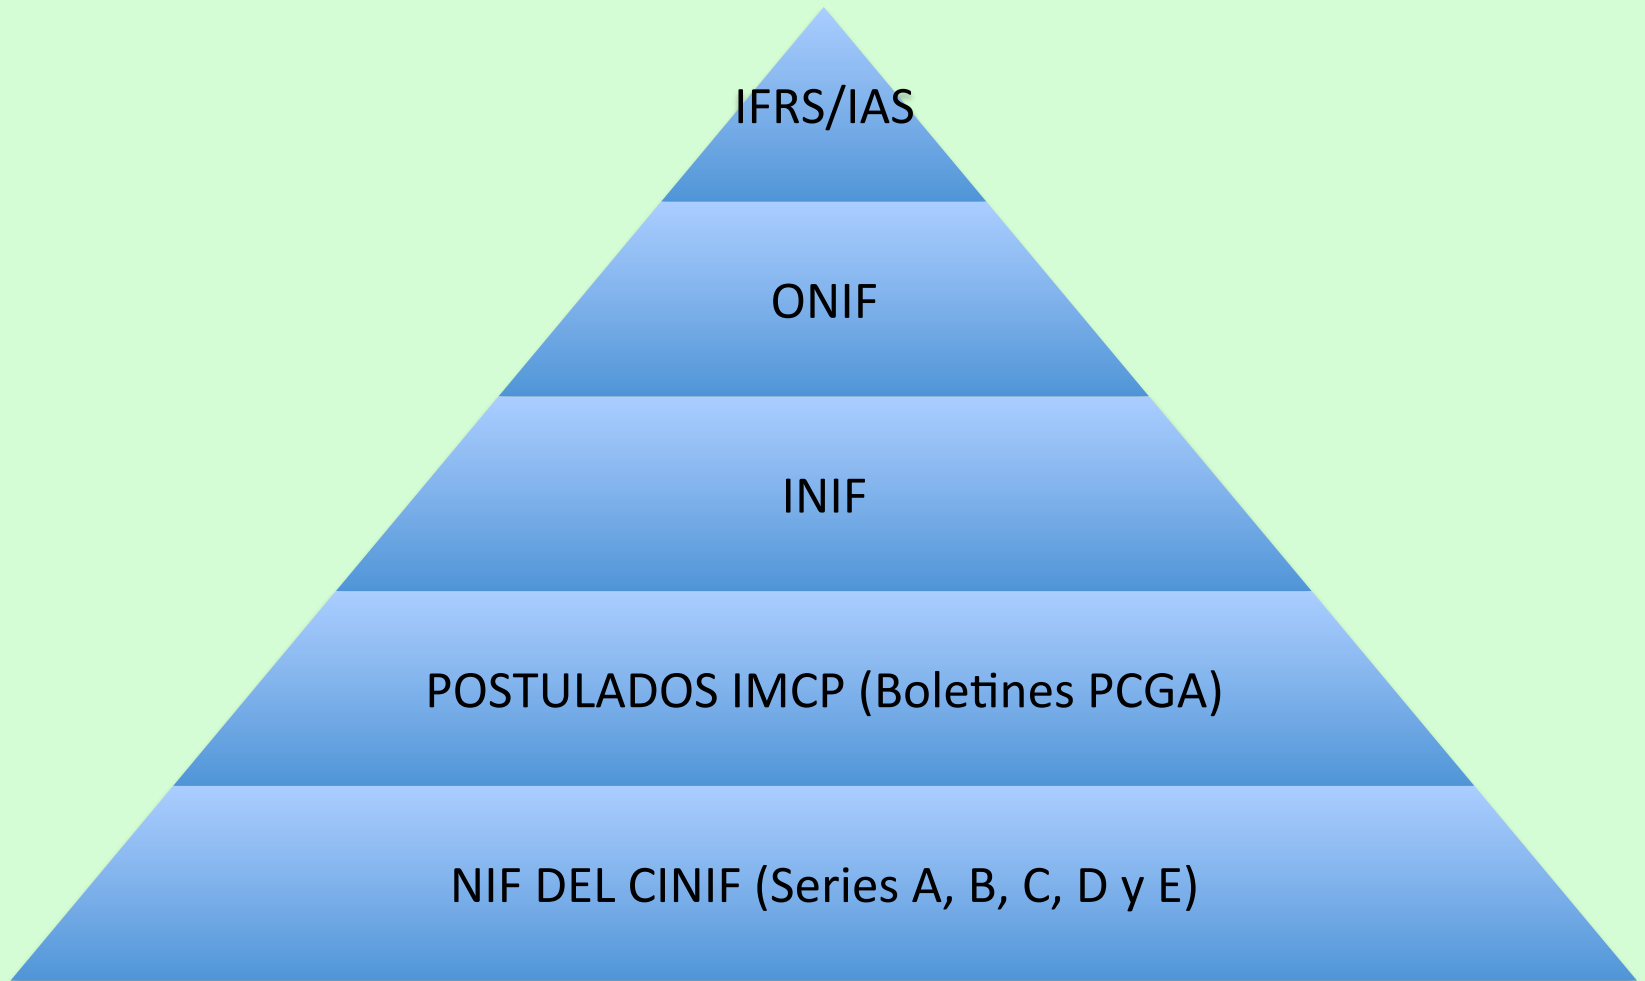 IFRS/IAS
ONIF
INIF
POSTULADOS IMCP (Boletines PCGA)
NIF DEL CINIF (Series A, B, C, D y E)